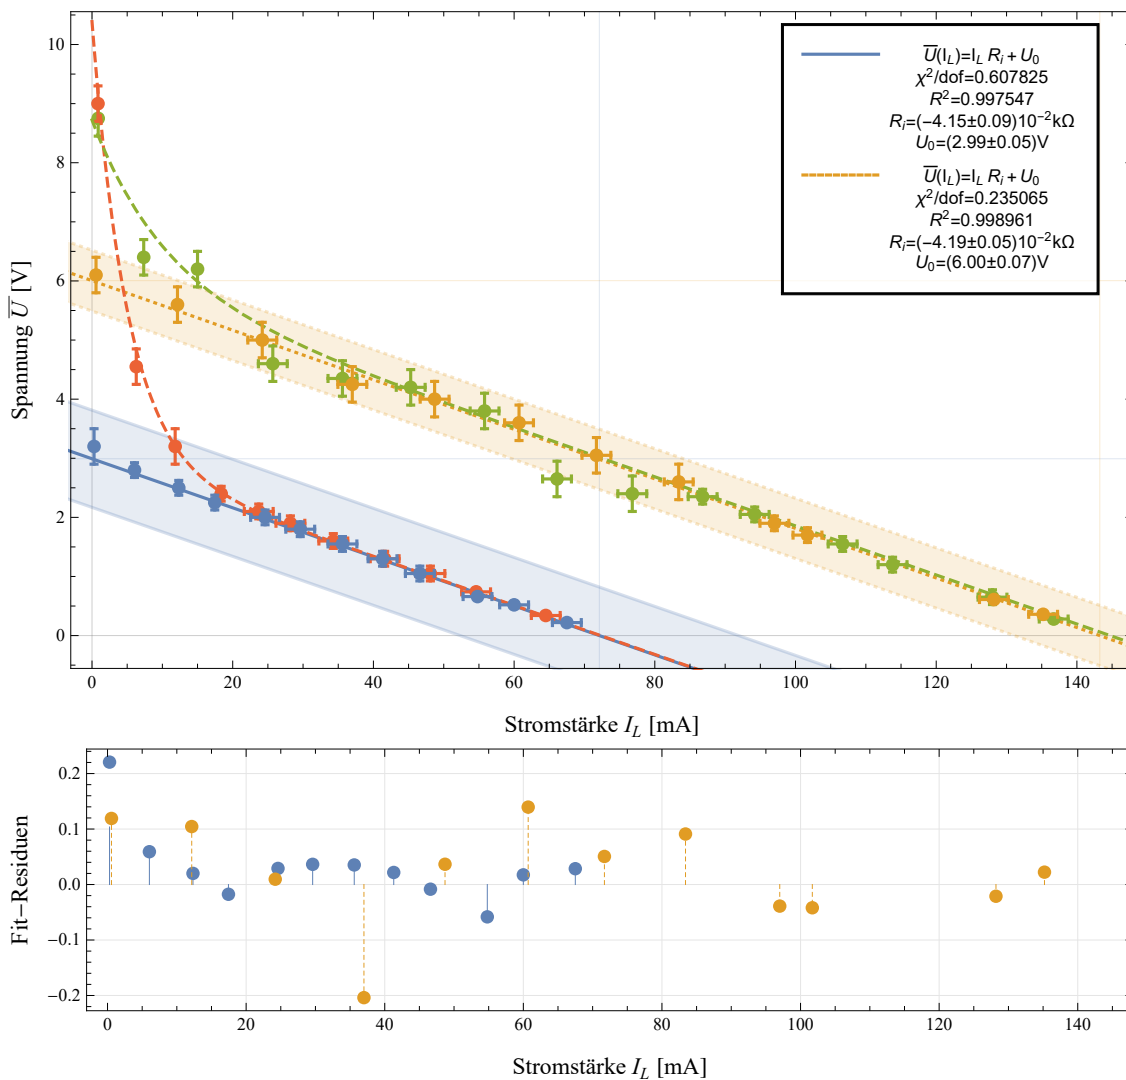 Ū(I_L)=I_L R_i + U_0
χ²/dof=0.607825
R²=0.997547
R_i=(−4.15±0.09)10⁻²kΩ
U_0=(2.99±0.05)V
Ū(I_L)=I_L R_i + U_0
χ²/dof=0.235065
R²=0.998961
R_i=(−4.19±0.05)10⁻²kΩ
U_0=(6.00±0.07)V
Spannung Ū [V]
10
8
6
4
2
0
0 20 40 60 80 100 120 140
Stromstärke I_L [mA]
Fit−Residuen
0.2
0.1
0.0
−0.1
−0.2
0 20 40 60 80 100 120 140
Stromstärke I_L [mA]